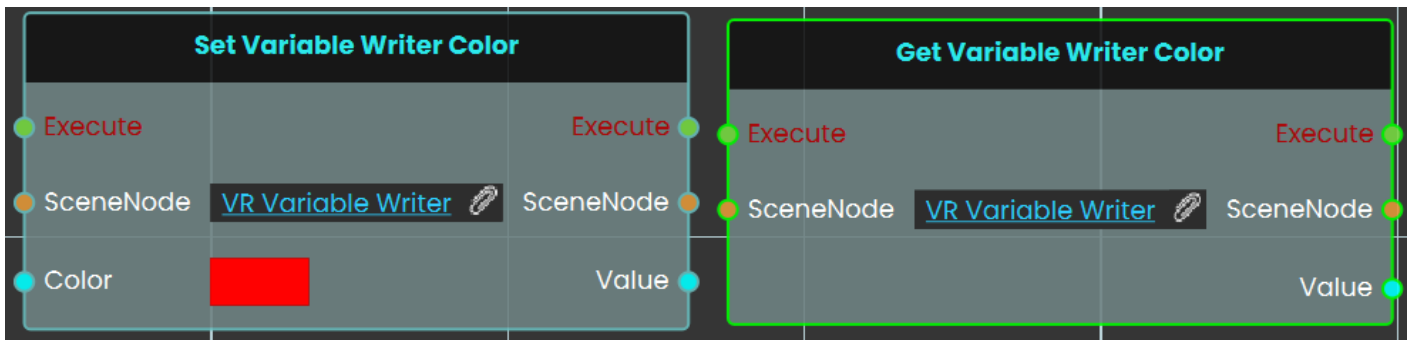 Set Variable Writer Color
Execute Execute
SceneNode VR Variable Writer SceneNode
Color Value
Get Variable Writer Color
Execute Execute
SceneNode VR Variable Writer SceneNode
Value